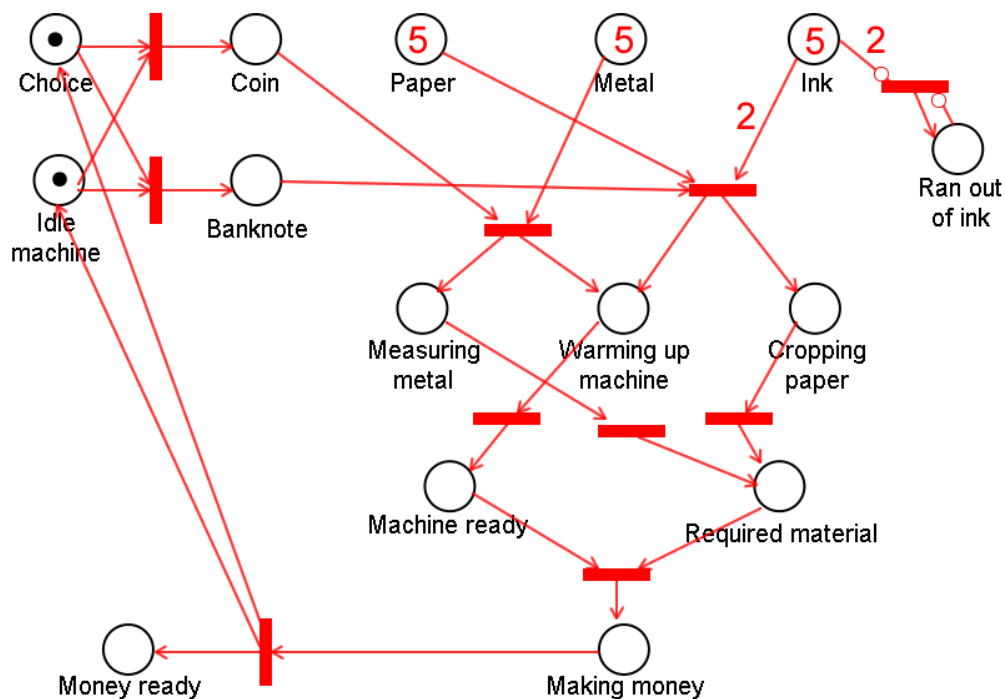 5
5
5
2
Choice
Coin
Paper
Metal
Ink
2
Idle
machine
Banknote
Ran out
of ink
Measuring
metal
Warming up
machine
Cropping
paper
Machine ready
Required material
Money ready
Making money